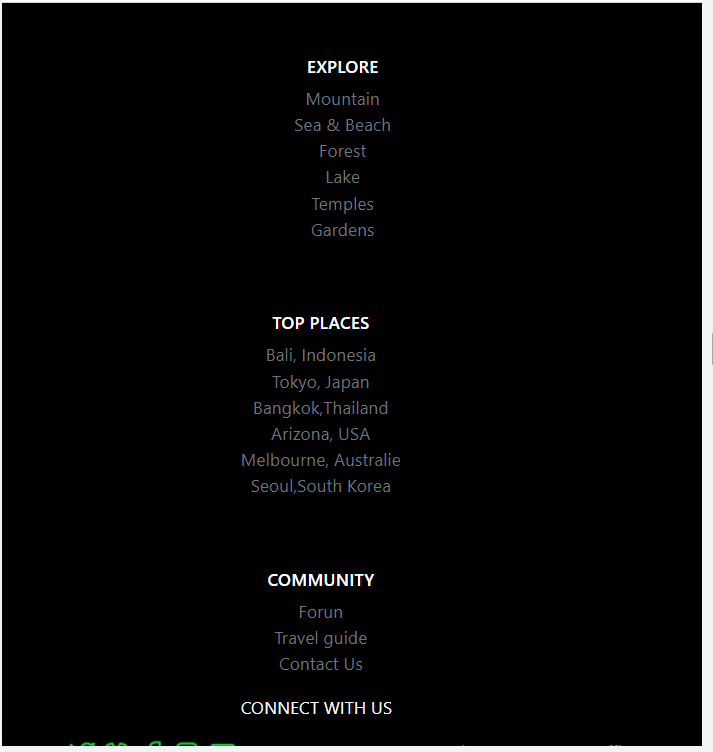 EXPLORE
Mountain
Sea & Beach
Forest
Lake
Temples
Gardens
TOP PLACES
Bali, Indonesia
Tokyo, Japan
Bangkok,Thailand
Arizona, USA
Melbourne, Australie
Seoul,South Korea
COMMUNITY
Forun
Travel guide
Contact Us
CONNECT WITH US